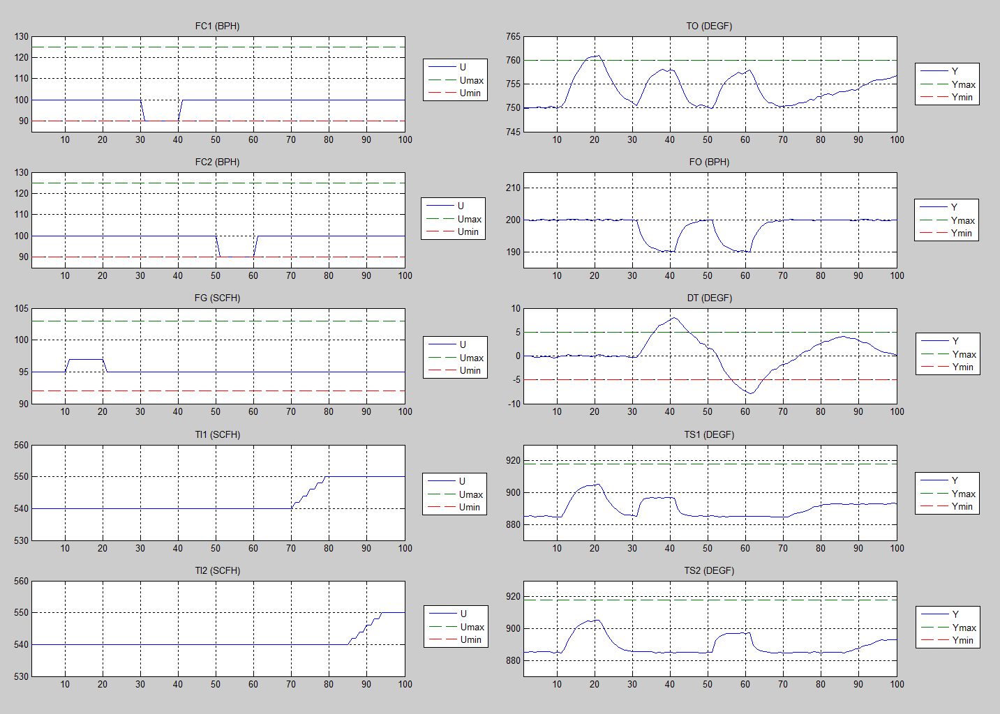 FC1 (BPH)
130
120
110
100
90
10 20 30 40 50 60 70 80 90 100
U
Umax
Umin
TO (DEGF)
765
760
755
750
745
10 20 30 40 50 60 70 80 90 100
Y
Ymax
Ymin
FC2 (BPH)
130
120
110
100
90
10 20 30 40 50 60 70 80 90 100
U
Umax
Umin
FO (BPH)
210
200
190
10 20 30 40 50 60 70 80 90 100
Y
Ymax
Ymin
FG (SCFH)
105
100
95
90
10 20 30 40 50 60 70 80 90 100
U
Umax
Umin
DT (DEGF)
10
5
0
-5
-10
10 20 30 40 50 60 70 80 90 100
Y
Ymax
Ymin
TI1 (SCFH)
560
550
540
530
10 20 30 40 50 60 70 80 90 100
U
Umax
Umin
TS1 (DEGF)
920
900
880
10 20 30 40 50 60 70 80 90 100
Y
Ymax
Ymin
TI2 (SCFH)
560
550
540
530
10 20 30 40 50 60 70 80 90 100
U
Umax
Umin
TS2 (DEGF)
920
900
880
10 20 30 40 50 60 70 80 90 100
Y
Ymax
Ymin